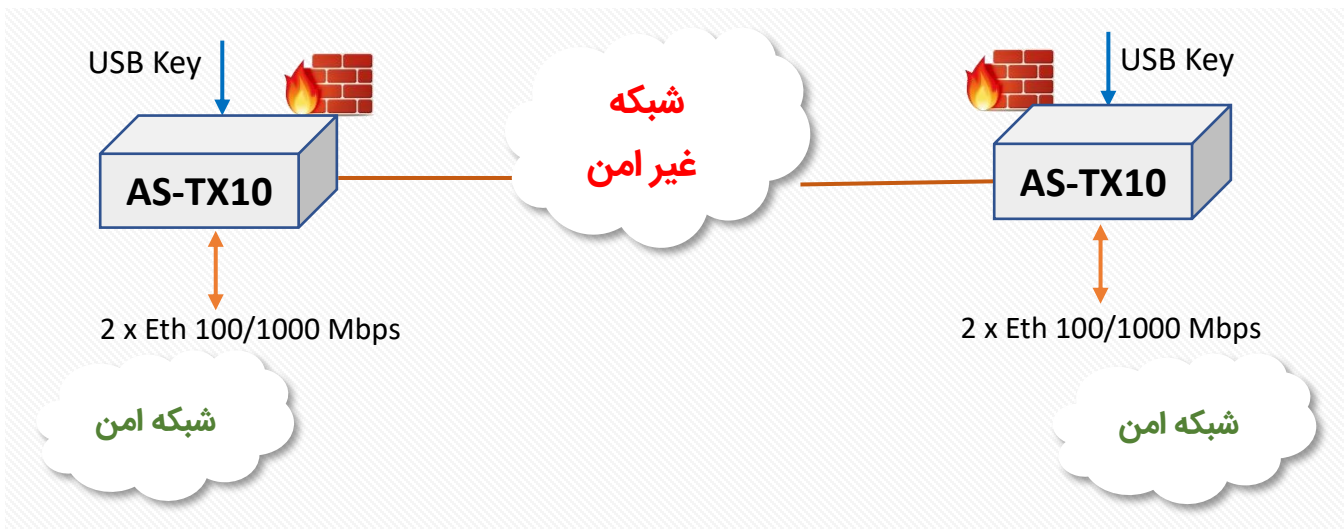 USB Key
USB Key
شبکه
غیر امن
AS-TX10
AS-TX10
2 x Eth 100/1000 Mbps
2 x Eth 100/1000 Mbps
شبکه امن
شبکه امن